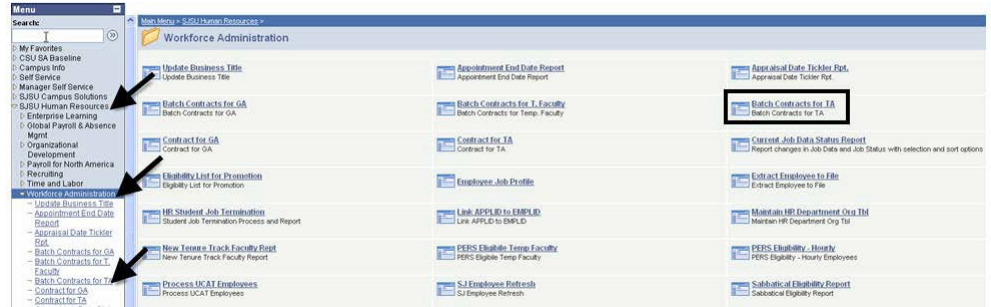 Menu
Search:
My Favorites
CSU SA Baseline
Campus Info
Self Service
Manager Self Service
SJSU Campus Solutions
SJSU Human Resources
Enterprise Learning
Global Payroll & Absence
Mgmt
Organizational
Development
Payroll for North America
Recruiting
Time and Labor
Workforce Administration
Update Business Title
Appointment End Date
Report
Appraisal Date Tickler
Rpt.
Batch Contracts for GA
Batch Contracts for T.
Faculty
Batch Contracts for TA
Contract for GA
Contract for TA
Main Menu > SJSU Human Resources >
Workforce Administration
Update Business Title
Update Business Title
Appointment End Date Report
Appointment End Date Report
Appraisal Date Tickler Rpt.
Appraisal Date Tickler Rpt.
Batch Contracts for GA
Batch Contracts for GA
Batch Contracts for T. Faculty
Batch Contracts for Temp. Faculty
Batch Contracts for TA
Batch Contracts for TA
Contract for GA
Contract for GA
Contract for TA
Contract for TA
Current Job Data Status Report
Report changes in Job Data and Job Status with selection and sort options
Eligibility List for Promotion
Eligibility List for Promotion
Employee Job Profile
Extract Employee to File
Extract Employee to File
HR Student Job Termination
Student Job Termination Process and Report
Link APPLID to EMPLID
Link APPLID to EMPLID
Maintain HR Department Org Tbl
Maintain HR Department Org Tbl
New Tenure Track Faculty Rept
New Tenure Track Faculty Report
PERS Eligibile Temp Faculty
PERS Eligibile Temp Faculty
PERS Eligibility - Hourly
PERS Eligibility - Hourly Employees
Process UCAT Employees
Process UCAT Employees
SJ Employee Refresh
SJ Employee Refresh
Sabbatical Eligibility Report
Sabbatical Eligibility Report